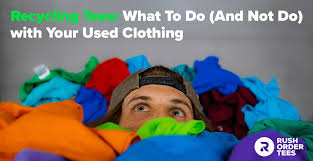 Recycling Tees: What To Do (And Not Do)
with Your Used Clothing
RUSH
ORDER
TEES